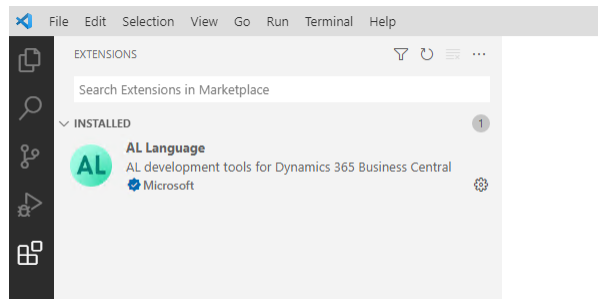 File Edit Selection View Go Run Terminal Help
EXTENSIONS
Search Extensions in Marketplace
INSTALLED 1
AL Language
AL AL development tools for Dynamics 365 Business Central
Microsoft